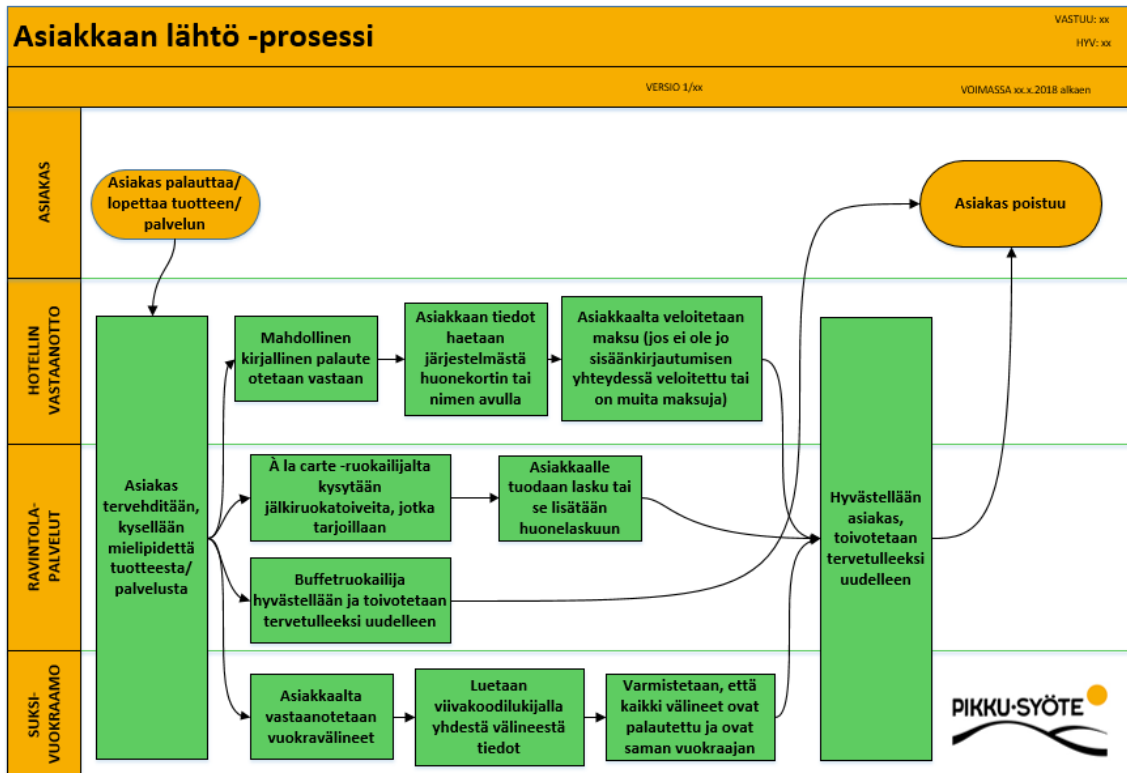 Asiakkaan lähtö -prosessi
VASTUU: xx
HYV: xx
VERSIO 1/xx
VOIMASSA xx.x.2018 alkaen
ASIAKAS
Asiakas palauttaa/
lopettaa tuotteen/
palvelun
Asiakas poistuu
HOTELLIN
VASTAANOTTO
Mahdollinen
kirjallinen palaute
otetaan vastaan
Asiakkaan tiedot
haetaan
järjestelmästä
huonekortin tai
nimen avulla
Asiakkaalta veloitetaan
maksu (jos ei ole jo
sisäänkirjautumisen
yhteydessä veloitettu tai
on muita maksuja)
RAVINTOLA-
PALVELUT
Asiakas
tervehditään,
kysellään
mielipidettä
tuotteesta/
palvelusta
À la carte -ruokailijalta
kysytään
jälkiruokatoiveita, jotka
tarjoillaan
Asiakkaalle
tuodaan lasku tai
se lisätään
huonelaskuun
Buffetruokailija
hyvästellään ja toivotetaan
tervetulleeksi uudelleen
Hyvästellään
asiakas,
toivotetaan
tervetulleeksi
uudelleen
SUKSI-
VUOKRAAMO
Asiakkaalta
vastaanotetaan
vuokravälineet
Luetaan
viivakoodilukijalla
yhdestä välineestä
tiedot
Varmistetaan, että
kaikki välineet ovat
palautettu ja ovat
saman vuokraajan
PIKKU-SYÖTE